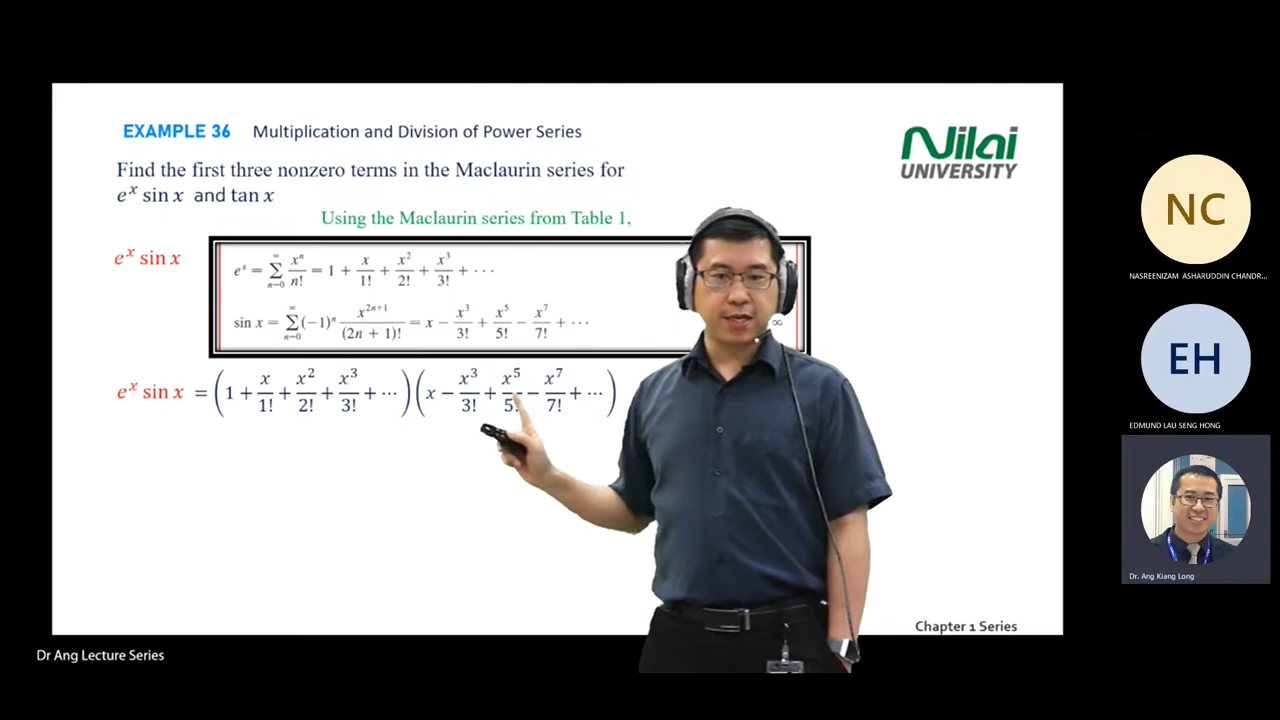 EXAMPLE 36 Multiplication and Division of Power Series
Nilai
UNIVERSITY
Find the first three nonzero terms in the Maclaurin series for
e^x sin x and tan x
Using the Maclaurin series from Table 1,
e^x sin x
e^x = ∑_{n=0}^{∞} x^n/n! = 1 + x/1! + x^2/2! + x^3/3! + ⋯
sin x = ∑_{n=0}^{∞} (−1)^n x^{2n+1}/(2n + 1)! = x − x^3/3! + x^5/5! − x^7/7! + ⋯
∞
e^x sin x = (1 + x/1! + x^2/2! + x^3/3! + ⋯)(x − x^3/3! + x^5/5! − x^7/7! + ⋯)
Chapter 1 Series
Dr Ang Lecture Series
NC
NASREENIZAM ASHARUDDIN CHANDR...
EH
EDMUND LAU SENG HONG
Dr. Ang Kiang Long